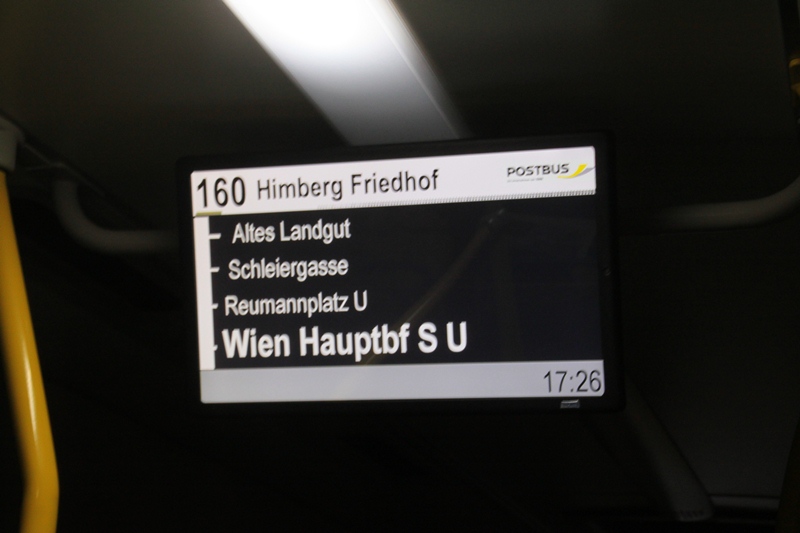 160 Himberg Friedhof POSTBUS
Altes Landgut
Schleiergasse
Reumannplatz U
Wien Hauptbf S U
17:26